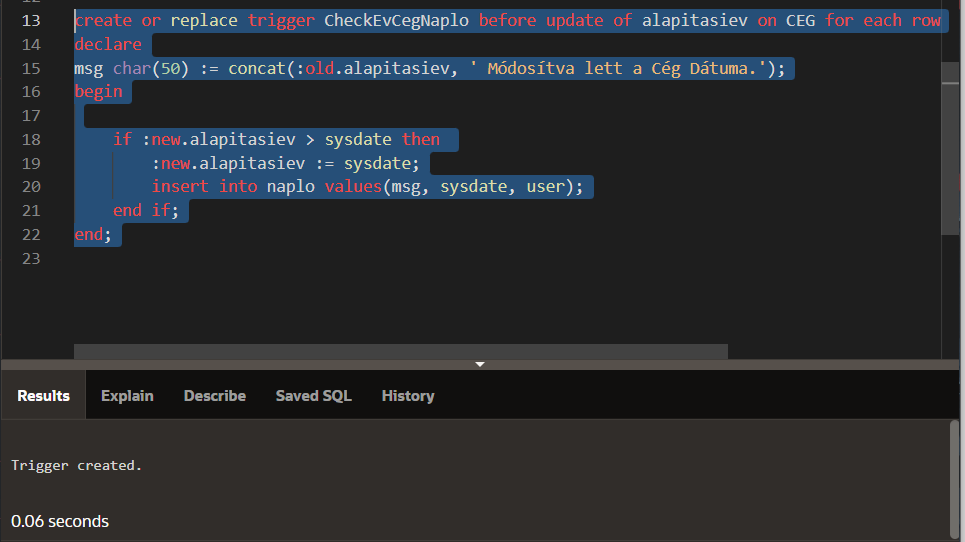 13 create or replace trigger CheckEvCegNaplo before update of alapitasiev on CEG for each row
14 declare
15 msg char(50) := concat(:old.alapitasiev, ' Módosítva lett a Cég Dátuma.');
16 begin
17
18 if :new.alapitasiev > sysdate then
19 :new.alapitasiev := sysdate;
20 insert into naplo values(msg, sysdate, user);
21 end if;
22 end;
23
Results Explain Describe Saved SQL History
Trigger created.
0.06 seconds